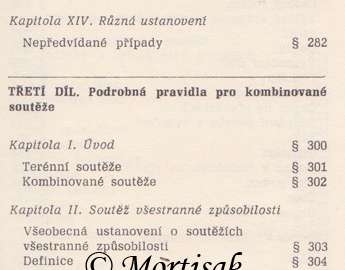 Kapitola XIV. Různá ustanovení
Nepředvídané případy § 282
TŘETÍ DÍL. Podrobná pravidla pro kombinované
soutěže
Kapitola I. Úvod § 300
Terénní soutěže § 301
Kombinované soutěže § 302
Kapitola II. Soutěž všestranné způsobilosti
Všeobecná ustanovení o soutěžích
všestranné způsobilosti § 303
Definice § 304
© Mortisak